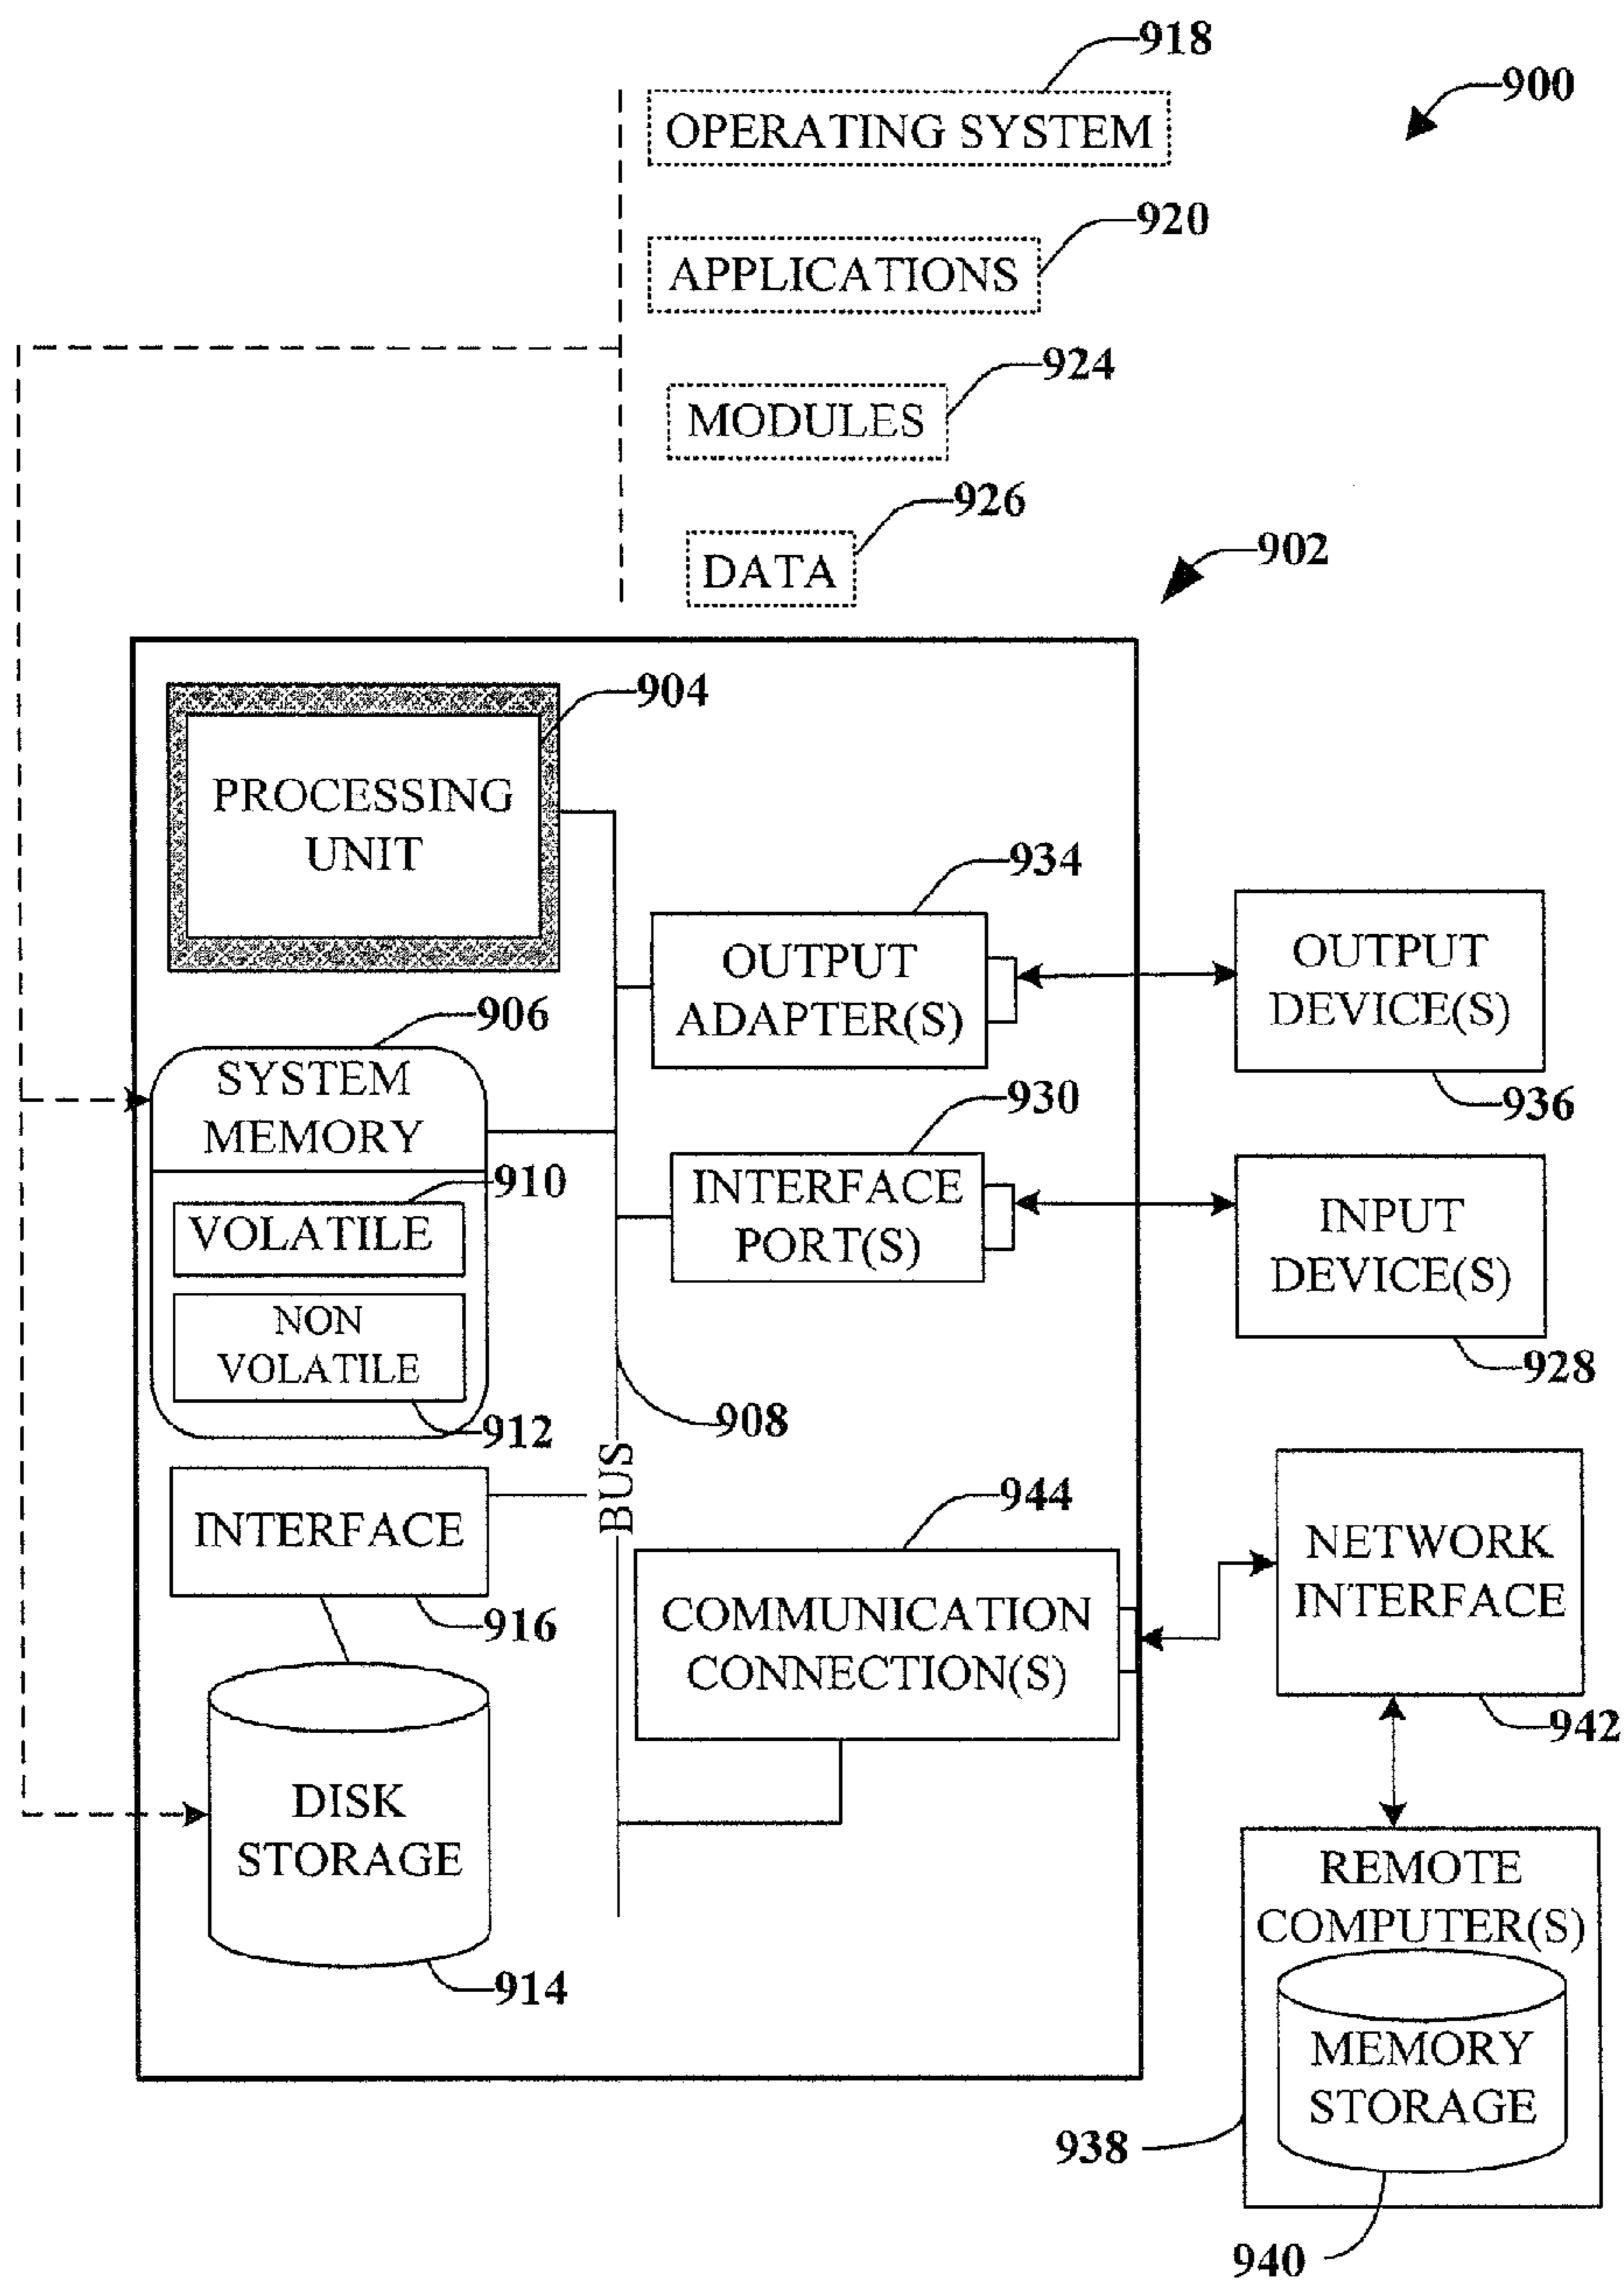 918
900
OPERATING SYSTEM
920
APPLICATIONS
924
MODULES
926
902
DATA
904
PROCESSING
UNIT
934
OUTPUT
ADAPTER(S)
OUTPUT
DEVICE(S)
936
906
SYSTEM
MEMORY
930
INTERFACE
PORT(S)
INPUT
DEVICE(S)
928
910
VOLATILE
NON
VOLATILE
912
908
BUS
INTERFACE
916
944
COMMUNICATION
CONNECTION(S)
NETWORK
INTERFACE
942
DISK
STORAGE
914
REMOTE
COMPUTER(S)
MEMORY
STORAGE
938
940